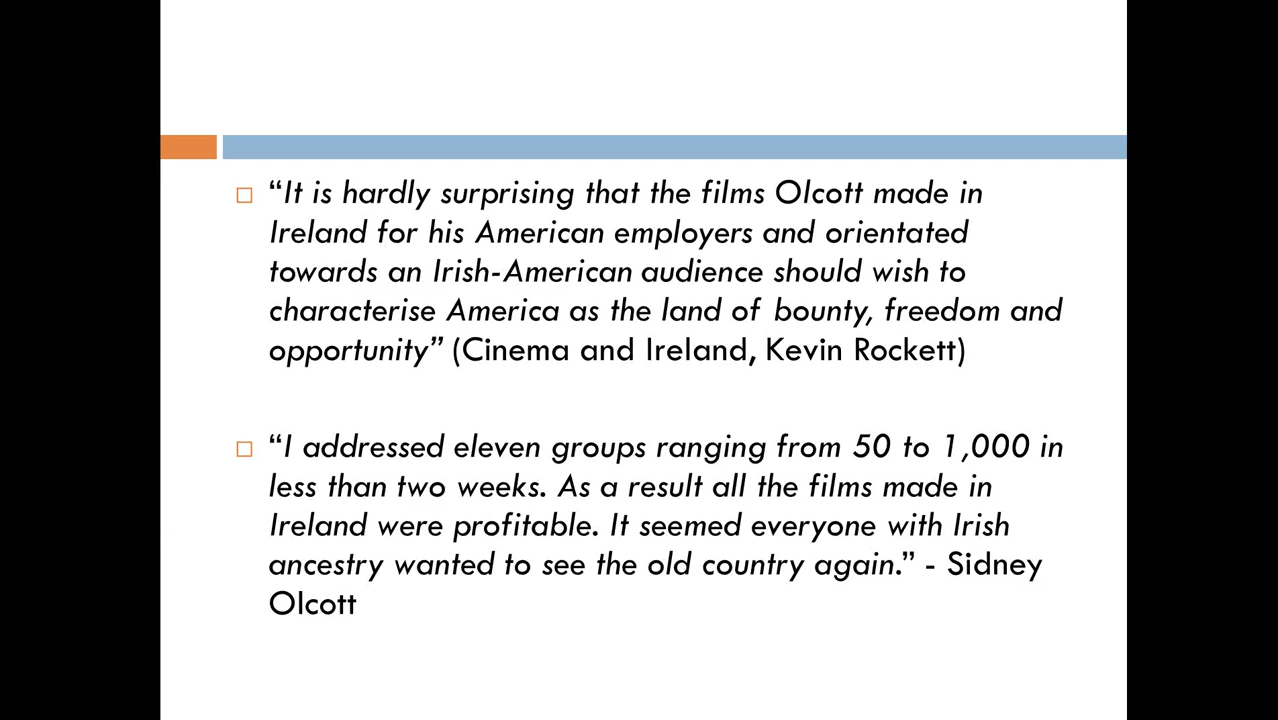 “It is hardly surprising that the films Olcott made in
Ireland for his American employers and orientated
towards an Irish-American audience should wish to
characterise America as the land of bounty, freedom and
opportunity” (Cinema and Ireland, Kevin Rockett)
“I addressed eleven groups ranging from 50 to 1,000 in
less than two weeks. As a result all the films made in
Ireland were profitable. It seemed everyone with Irish
ancestry wanted to see the old country again.” - Sidney
Olcott